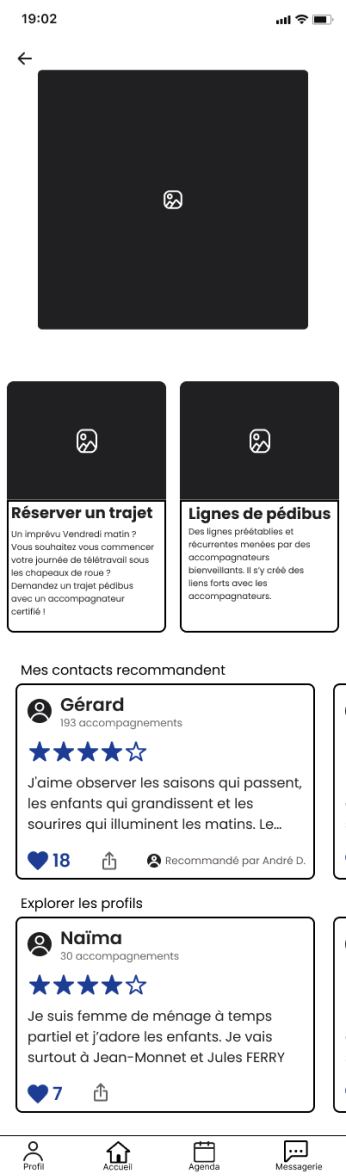 19:02
Réserver un trajet
Un imprévu Vendredi matin ?
Vous souhaitez vous commencer
votre journée de télétravail sous
les chapeaux de roue ?
Demandez un trajet pédibus
avec un accompagnateur
certifié !
Lignes de pédibus
Des lignes préétablies et
récurrentes menées par des
accompagnateurs
bienveillants. Il s'y créé des
liens forts avec les
accompagnateurs.
Mes contacts recommandent
Gérard
193 accompagnements
J'aime observer les saisons qui passent,
les enfants qui grandissent et les
sourires qui illuminent les matins. Le...
18
Recommandé par André D.
Explorer les profils
Naïma
30 accompagnements
Je suis femme de ménage à temps
partiel et j'adore les enfants. Je vais
surtout à Jean-Monnet et Jules FERRY
7
Profil
Accueil
Agenda
Messagerie